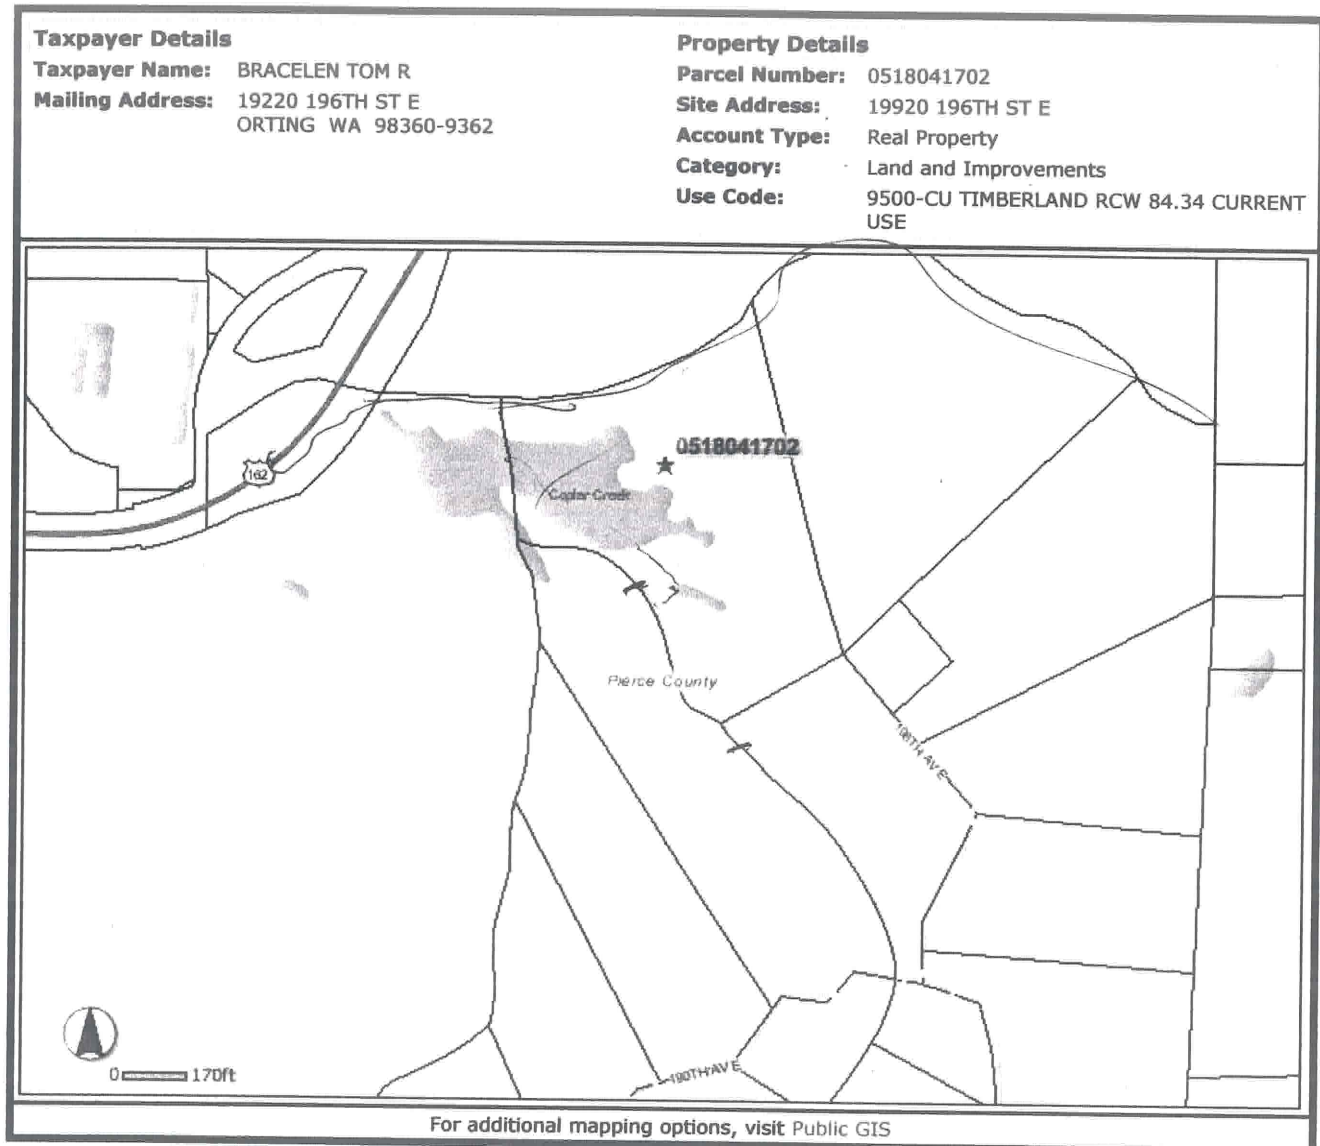 Taxpayer Details
Taxpayer Name: BRACELEN TOM R
Mailing Address: 19220 196TH ST E
ORTING WA 98360-9362
Property Details
Parcel Number: 0518041702
Site Address: 19920 196TH ST E
Account Type: Real Property
Category: Land and Improvements
Use Code: 9500-CU TIMBERLAND RCW 84.34 CURRENT
USE
0518041702
162
Creek
Pierce County
198TH AVE
190TH AVE
0 170ft
For additional mapping options, visit Public GIS